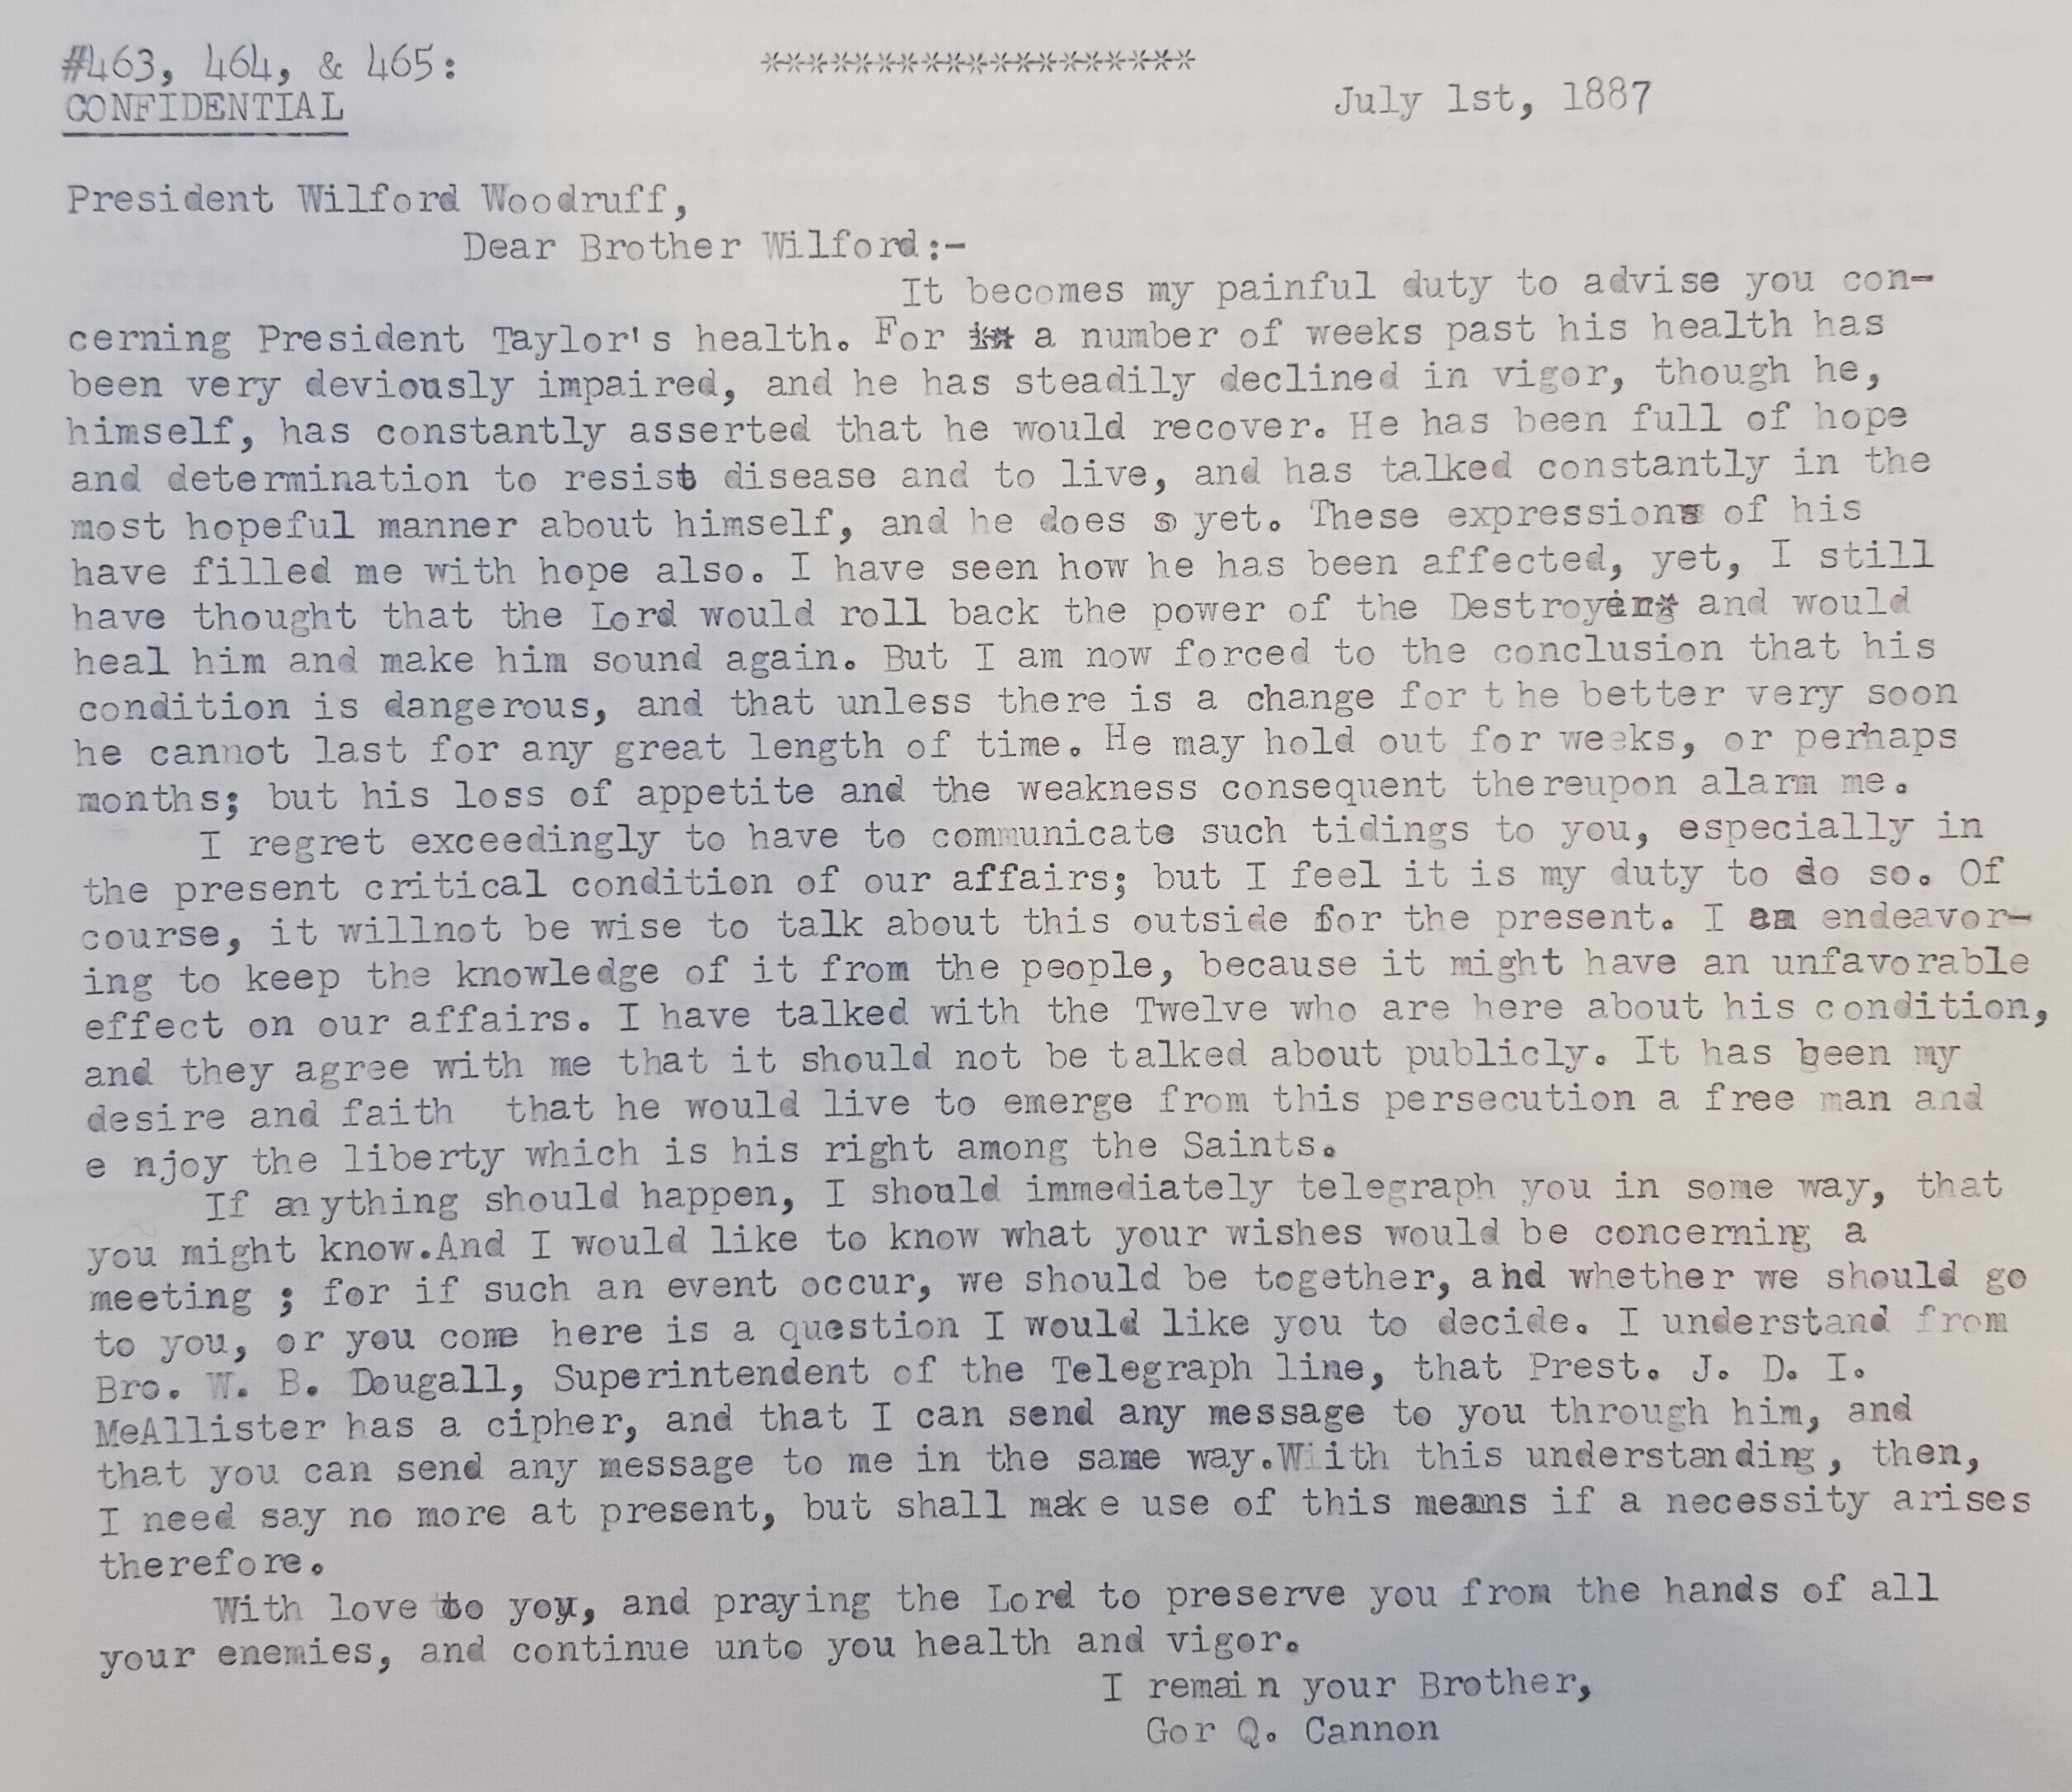 #463, 464, & 465:
*******************
CONFIDENTIAL
July 1st, 1887
President Wilford Woodruff,
Dear Brother Wilford:-
It becomes my painful duty to advise you con-
cerning President Taylor's health. For a number of weeks past his health has
been very deviously impaired, and he has steadily declined in vigor, though he,
himself, has constantly asserted that he would recover. He has been full of hope
and determination to resist disease and to live, and has talked constantly in the
most hopeful manner about himself, and he does so yet. These expressions of his
have filled me with hope also. I have seen how he has been affected, yet, I still
have thought that the Lord would roll back the power of the Destroyer and would
heal him and make him sound again. But I am now forced to the conclusion that his
condition is dangerous, and that unless there is a change for t he better very soon
he cannot last for any great length of time. He may hold out for weeks, or perhaps
months; but his loss of appetite and the weakness consequent thereupon alarm me.
I regret exceedingly to have to communicate such tidings to you, especially in
the present critical condition of our affairs; but I feel it is my duty to do so. Of
course, it willnot be wise to talk about this outside for the present. I am endeavor-
ing to keep the knowledge of it from the people, because it might have an unfavorable
effect on our affairs. I have talked with the Twelve who are here about his condition,
and they agree with me that it should not be talked about publicly. It has been my
desire and faith that he would live to emerge from this persecution a free man and
e njoy the liberty which is his right among the Saints.
If anything should happen, I should immediately telegraph you in some way, that
you might know.And I would like to know what your wishes would be concerning a
meeting ; for if such an event occur, we should be together, and whether we should go
to you, or you come here is a question I would like you to decide. I understand from
Bro. W. B. Dougall, Superintendent of the Telegraph line, that Prest. J. D. I.
MeAllister has a cipher, and that I can send any message to you through him, and
that you can send any message to me in the same way.Wiith this understanding, then,
I need say no more at present, but shall make use of this means if a necessity arises
therefore.
With love to you, and praying the Lord to preserve you from the hands of all
your enemies, and continue unto you health and vigor.
I remain your Brother,
Gor Q. Cannon